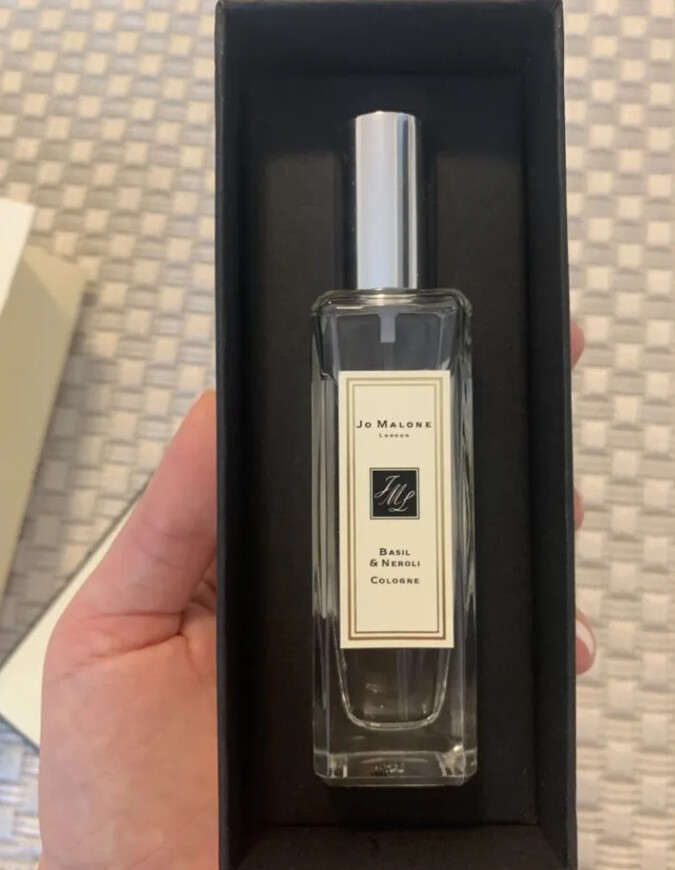 Jo Malone
London
JML
Basil
& Neroli
Cologne